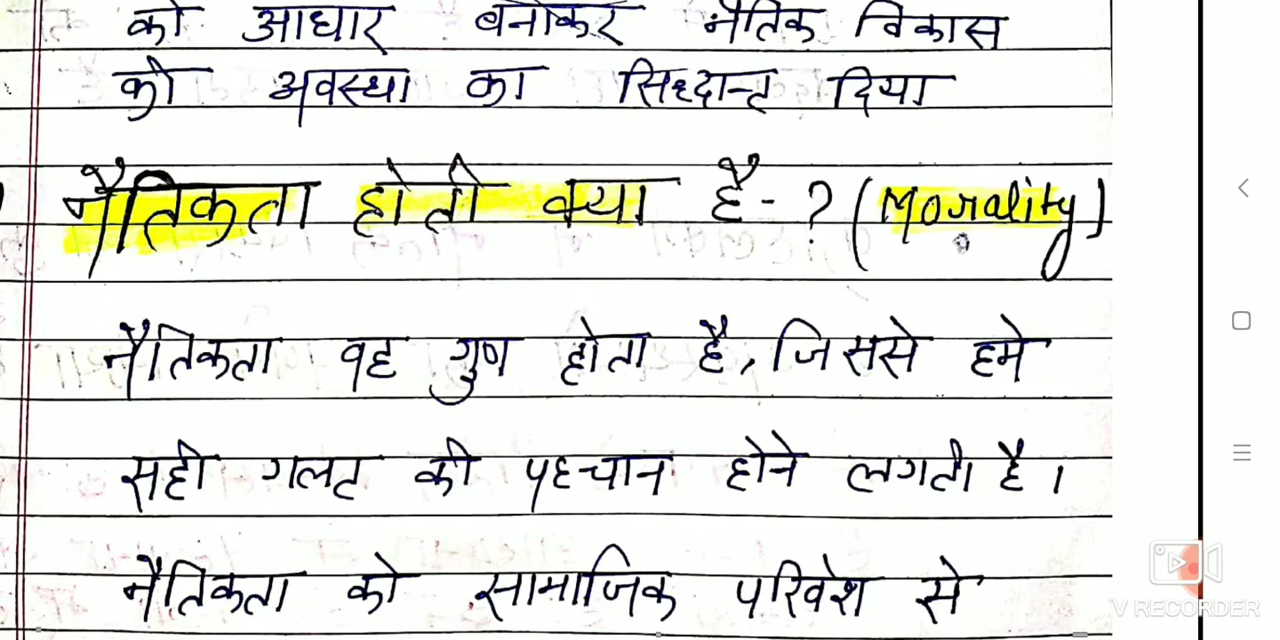 को आधार बनाकर नैतिक विकास
की अवस्था का सिध्दान्त दिया
नैतिकता होती क्या है - ? (Morality)
नैतिकता वह गुण होता है, जिससे हमे
सही गलत की पहचान होने लगती है।
नैतिकता को सामाजिक परिवेश से
V RECORDER